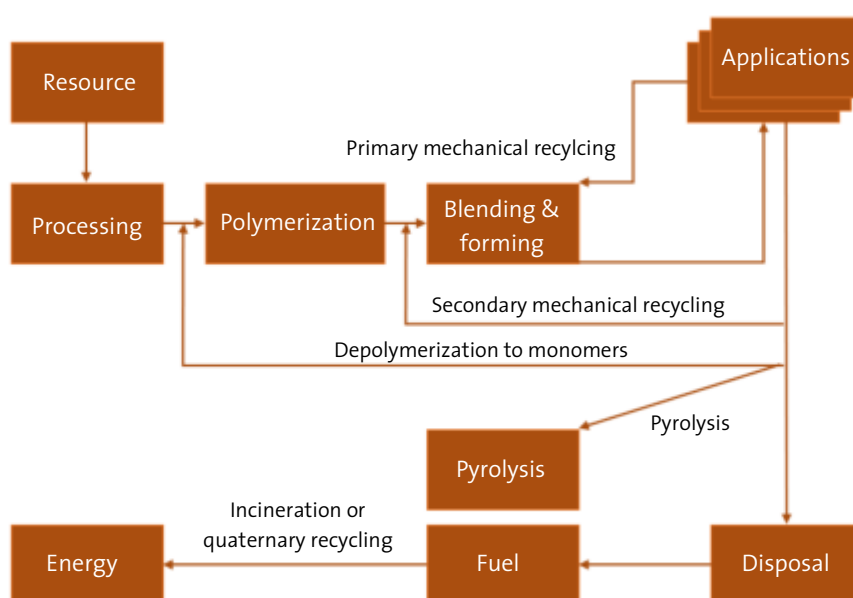 Applications
Resource
Primary mechanical recylcing
Processing
Polymerization
Blending &
forming
Secondary mechanical recycling
Depolymerization to monomers
Pyrolysis
Pyrolysis
Incineration or
quaternary recycling
Energy
Fuel
Disposal